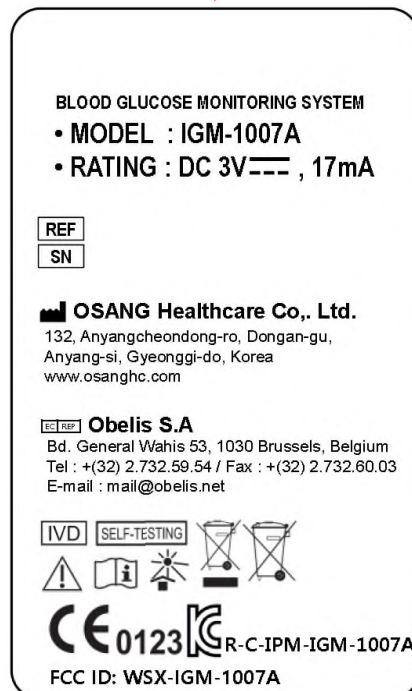 BLOOD GLUCOSE MONITORING SYSTEM
• MODEL : IGM-1007A
• RATING : DC 3V⎓ , 17mA
REF
SN
OSANG Healthcare Co,. Ltd.
132, Anyangcheondong-ro, Dongan-gu,
Anyang-si, Gyeonggi-do, Korea
www.osanghc.com
EC REP Obelis S.A
Bd. General Wahis 53, 1030 Brussels, Belgium
Tel : +(32) 2.732.59.54 / Fax : +(32) 2.732.60.03
E-mail : mail@obelis.net
IVD SELF-TESTING
CE 0123 R-C-IPM-IGM-1007A
FCC ID: WSX-IGM-1007A